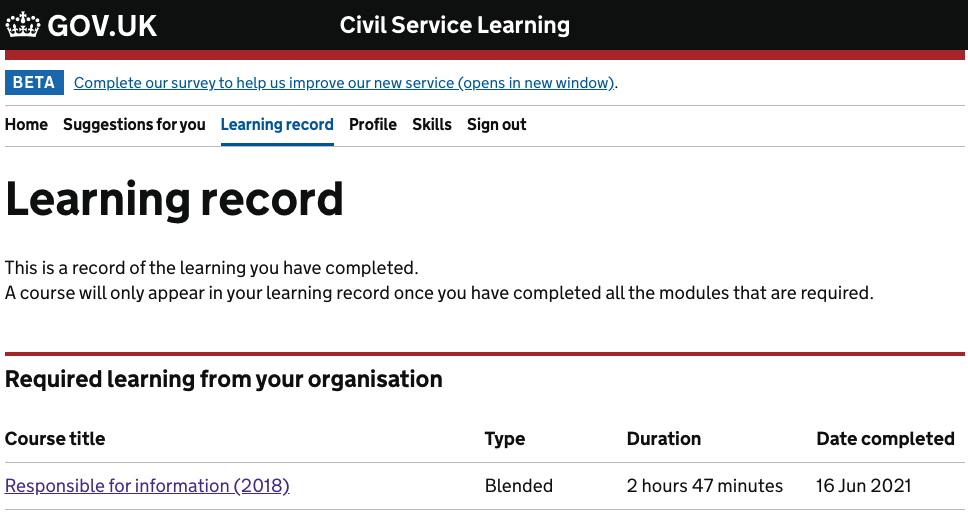 GOV.UK Civil Service Learning
BETA Complete our survey to help us improve our new service (opens in new window).
Home Suggestions for you Learning record Profile Skills Sign out
Learning record
This is a record of the learning you have completed.
A course will only appear in your learning record once you have completed all the modules that are required.
Required learning from your organisation
Course title Type Duration Date completed
Responsible for information (2018) Blended 2 hours 47 minutes 16 Jun 2021